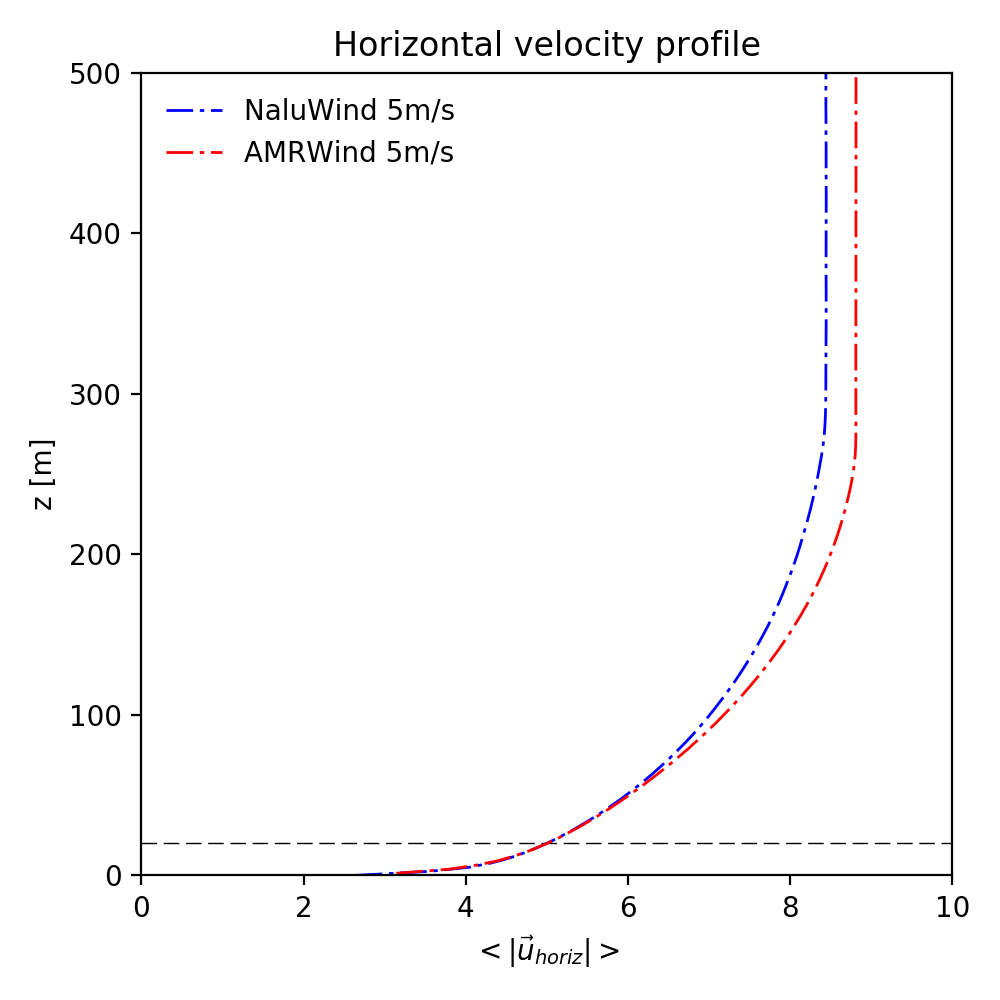 Horizontal velocity profile
NaluWind 5m/s
AMRWind 5m/s
500
400
300
200
100
0
z [m]
0 2 4 6 8 10
< |u⃗_horiz| >